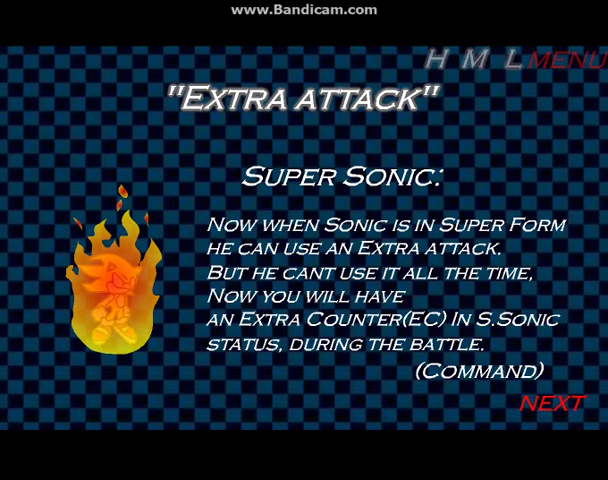 www.Bandicam.com
H M L MENU
"EXTRA ATTACK"
SUPER SONIC:
NOW WHEN SONIC IS IN SUPER FORM
HE CAN USE AN EXTRA ATTACK.
BUT HE CANT USE IT ALL THE TIME,
NOW YOU WILL HAVE
AN EXTRA COUNTER(EC) IN S.SONIC
STATUS, DURING THE BATTLE.
(COMMAND)
NEXT